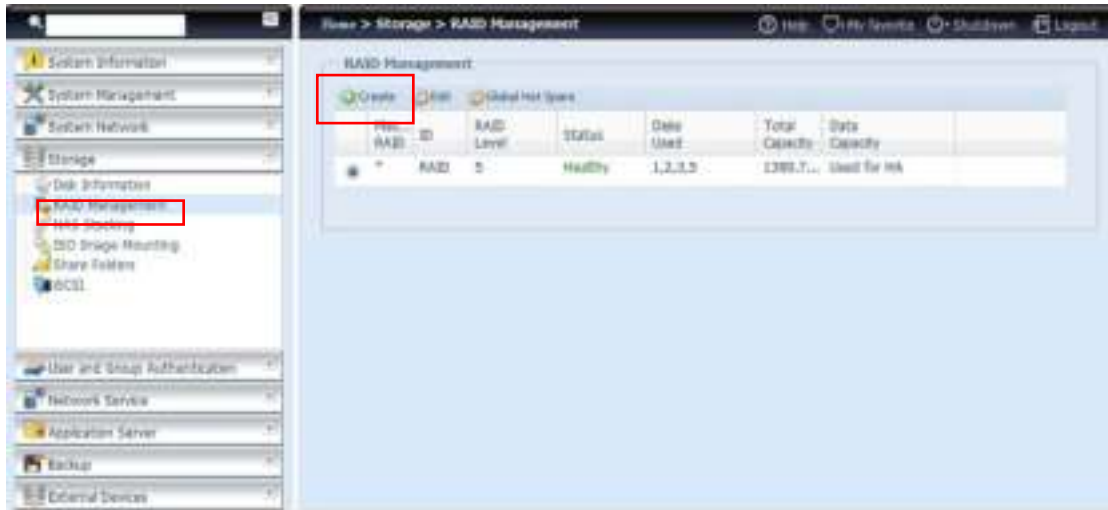 Home > Storage > RAID Management
Help My favorite Shutdown Logout
System Information
System Management
System Network
Storage
Disk Information
RAID Management
NAS Stacking
ISO Image Mounting
Share Folders
iSCSI
User and Group Authentication
Network Service
Application Server
Backup
External Devices
RAID Management
Create Edit Global Hot Spare
RAID ID RAID Level Status Disks Used Total Capacity Data Capacity
* RAID 5 Healthy 1,2,3,5 Used for HA